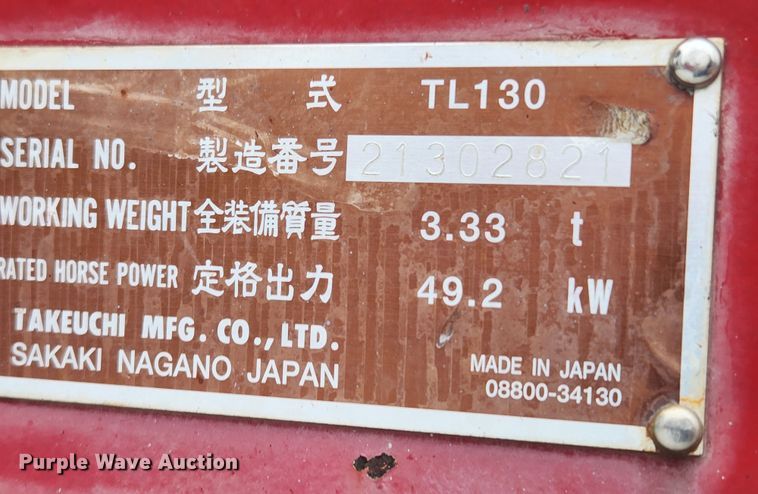 MODEL 型式 TL130
SERIAL NO. 製造番号 21302821
WORKING WEIGHT 全装備質量 3.33 t
RATED HORSE POWER 定格出力 49.2 kW
TAKEUCHI MFG. CO., LTD.
SAKAKI NAGANO JAPAN
MADE IN JAPAN
08800-34130
Purple Wave Auction